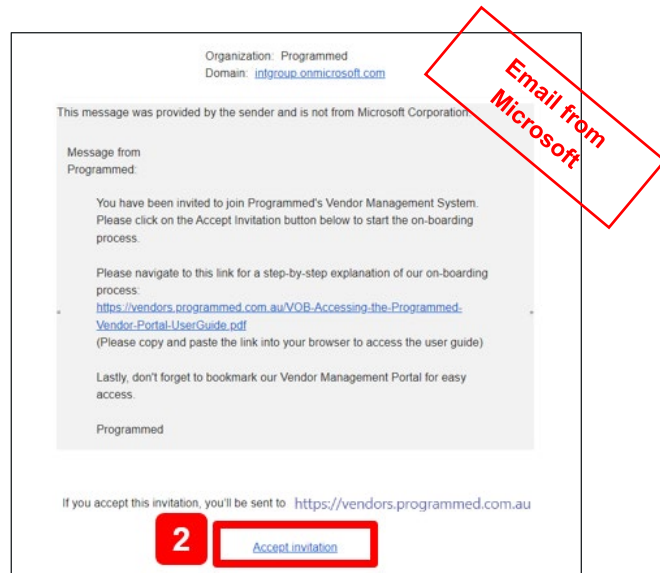 Organization: Programmed
Domain: intgroup.onmicrosoft.com
Email from
Microsoft
This message was provided by the sender and is not from Microsoft Corporation.
Message from
Programmed:
You have been invited to join Programmed's Vendor Management System.
Please click on the Accept Invitation button below to start the on-boarding
process.
Please navigate to this link for a step-by-step explanation of our on-boarding
process:
https://vendors.programmed.com.au/VOB-Accessing-the-Programmed-
Vendor-Portal-UserGuide.pdf
(Please copy and paste the link into your browser to access the user guide)
Lastly, don't forget to bookmark our Vendor Management Portal for easy
access.
Programmed
If you accept this invitation, you'll be sent to https://vendors.programmed.com.au
2
Accept invitation